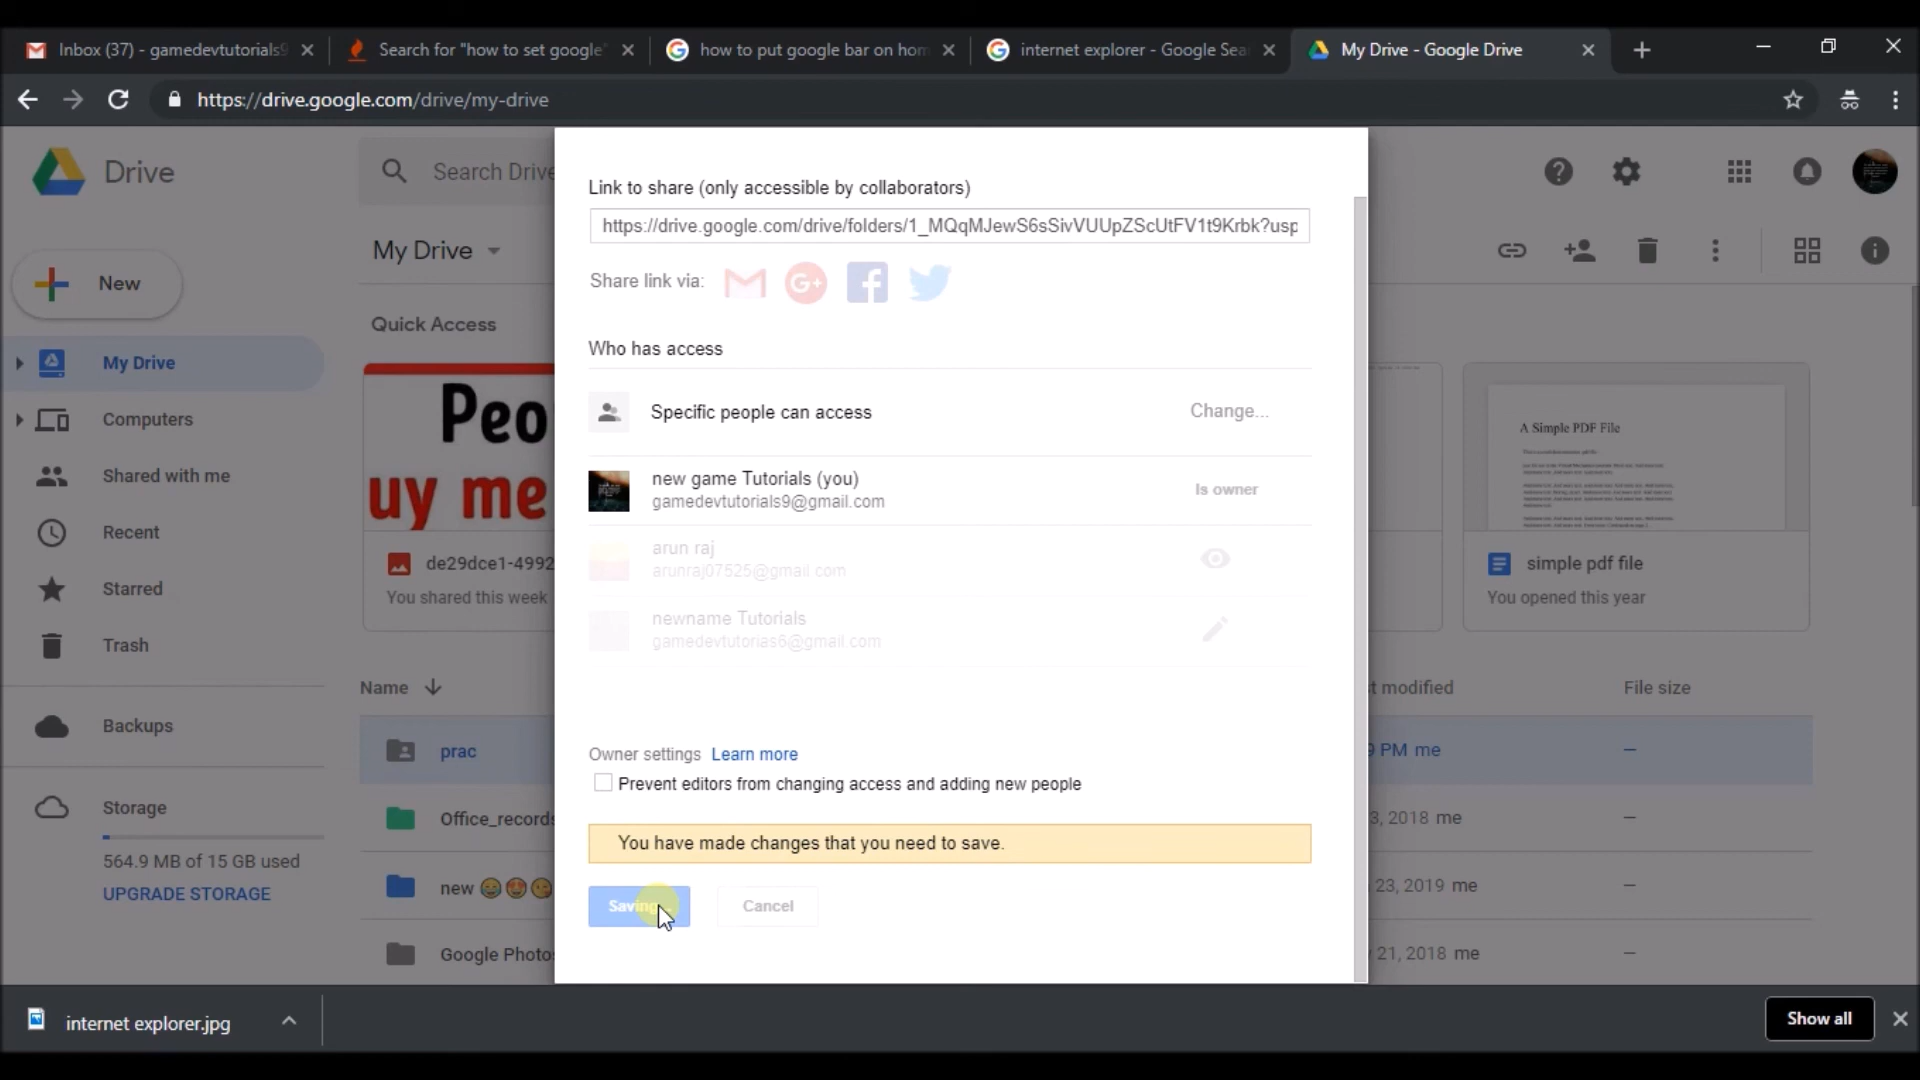 Inbox (37) - gamedevtutorials9
Search for "how to set google"
how to put google bar on hom
internet explorer - Google Sea
My Drive - Google Drive
https://drive.google.com/drive/my-drive
Drive
Search Drive
New
My Drive
Computers
Shared with me
Recent
Starred
Trash
Backups
Storage
564.9 MB of 15 GB used
UPGRADE STORAGE
My Drive
Quick Access
Peo
uy me
de29dce1-4992
You shared this week
A Simple PDF File
simple pdf file
You opened this year
Name
t modified
File size
prac
9 PM me
–
Office_records
3, 2018 me
–
new 😂😍😘
23, 2019 me
–
Google Photo
21, 2018 me
–
Link to share (only accessible by collaborators)
https://drive.google.com/drive/folders/1_MQqMJewS6sSivVUUpZScUtFV1t9Krbk?usp
Share link via:
Who has access
Specific people can access
Change...
new game Tutorials (you)
gamedevtutorials9@gmail.com
Is owner
arun raj
arunraj07525@gmail.com
newname Tutorials
gamedevtutorias6@gmail.com
Owner settings Learn more
Prevent editors from changing access and adding new people
You have made changes that you need to save.
Saving
Cancel
internet explorer.jpg
Show all